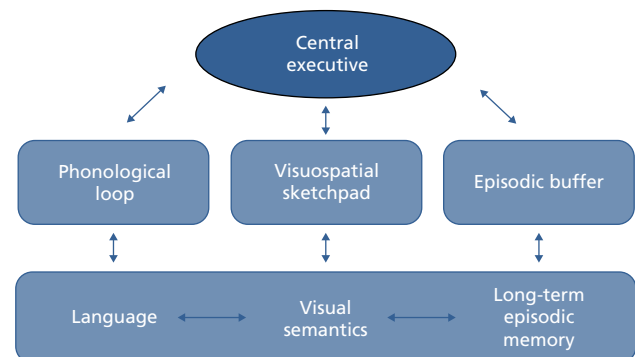 Central
executive
Phonological
loop
Visuospatial
sketchpad
Episodic buffer
Language
Visual
semantics
Long-term
episodic
memory